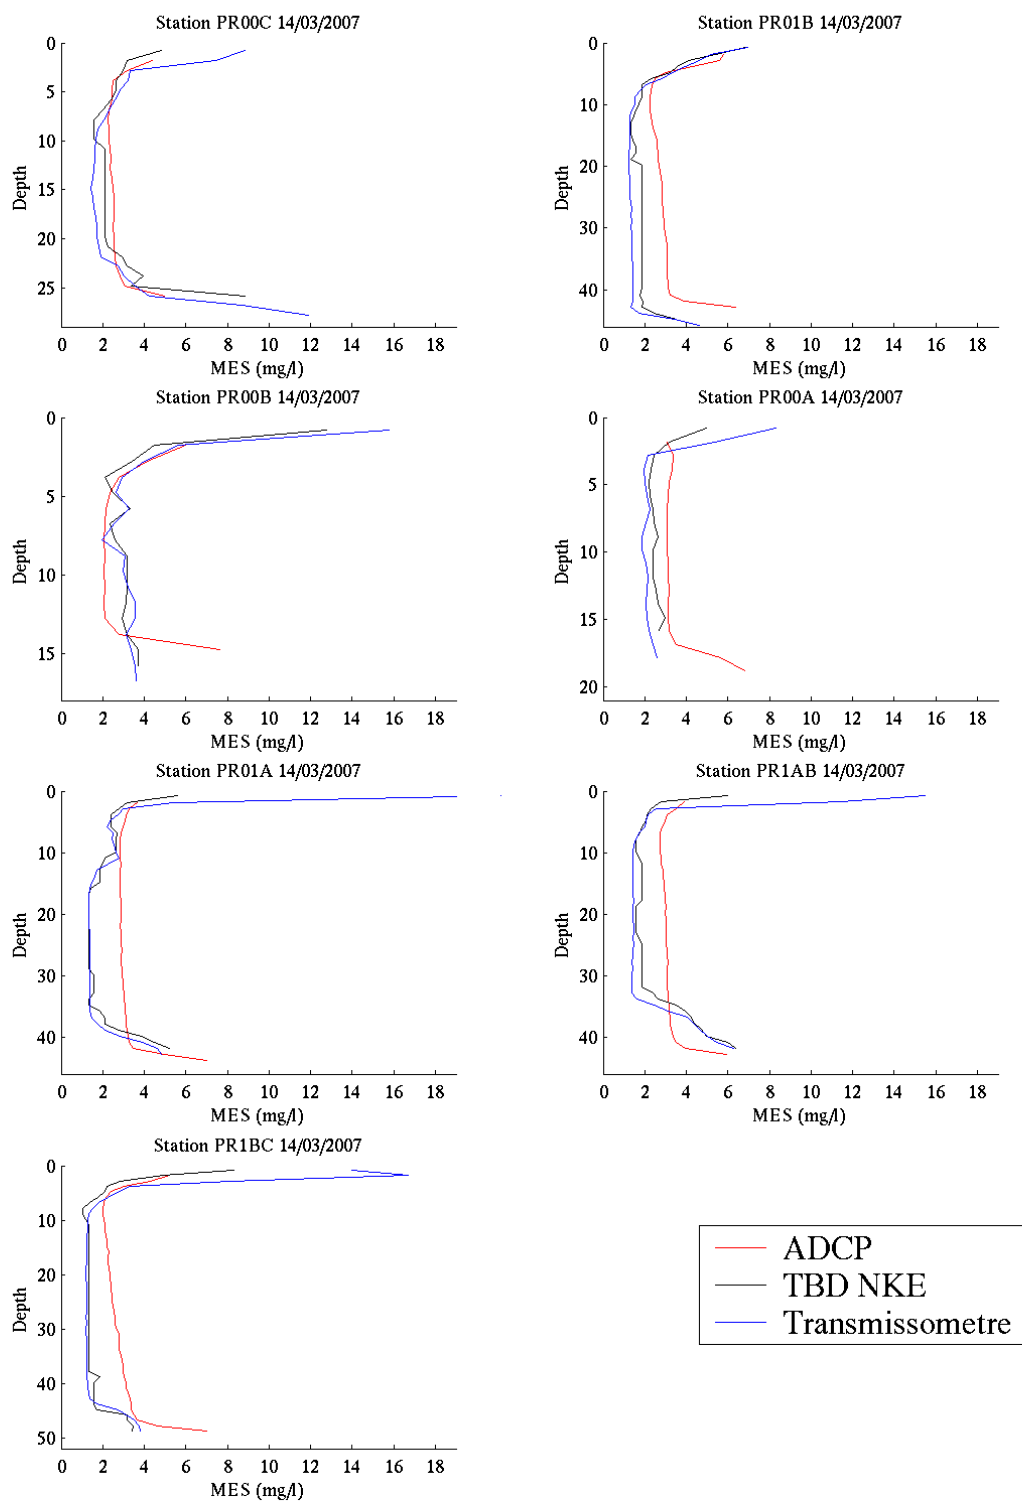 Station PR00C 14/03/2007
0
5
10
15
20
25
Depth
0 2 4 6 8 10 12 14 16 18
MES (mg/l)
Station PR01B 14/03/2007
0
10
20
30
40
Depth
0 2 4 6 8 10 12 14 16 18
MES (mg/l)
Station PR00B 14/03/2007
0
5
10
15
Depth
0 2 4 6 8 10 12 14 16 18
MES (mg/l)
Station PR00A 14/03/2007
0
5
10
15
20
Depth
0 2 4 6 8 10 12 14 16 18
MES (mg/l)
Station PR01A 14/03/2007
0
10
20
30
40
Depth
0 2 4 6 8 10 12 14 16 18
MES (mg/l)
Station PR1AB 14/03/2007
0
10
20
30
40
Depth
0 2 4 6 8 10 12 14 16 18
MES (mg/l)
Station PR1BC 14/03/2007
0
10
20
30
40
50
Depth
0 2 4 6 8 10 12 14 16 18
MES (mg/l)
ADCP
TBD NKE
Transmissometre